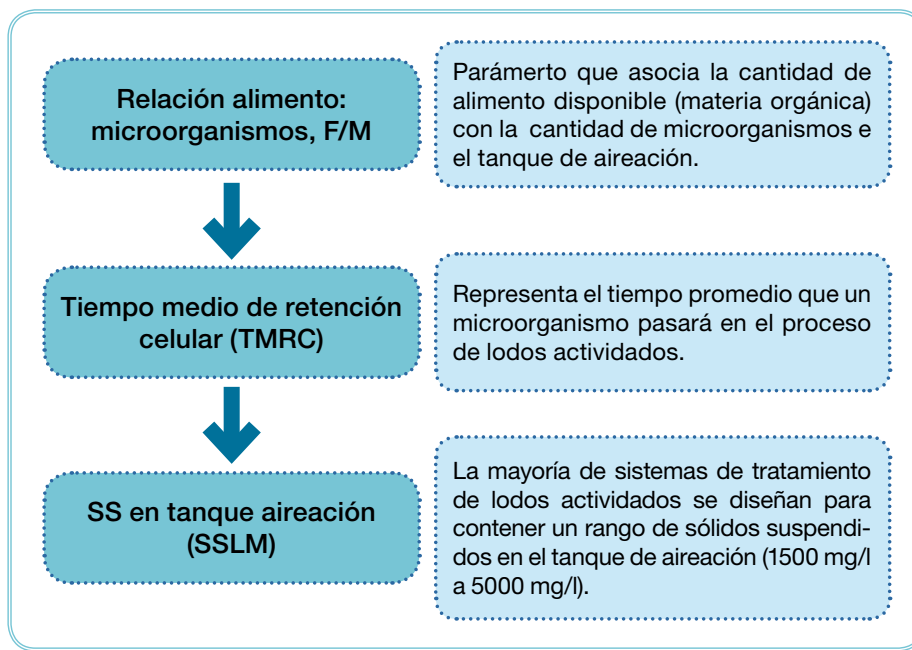 Relación alimento:
microorganismos, F/M
Parámerto que asocia la cantidad de
alimento disponible (materia orgánica)
con la cantidad de microorganismos e
el tanque de aireación.
Tiempo medio de retención
celular (TMRC)
Representa el tiempo promedio que un
microorganismo pasará en el proceso
de lodos actividados.
SS en tanque aireación
(SSLM)
La mayoría de sistemas de tratamiento
de lodos actividados se diseñan para
contener un rango de sólidos suspendi-
dos en el tanque de aireación (1500 mg/l
a 5000 mg/l).